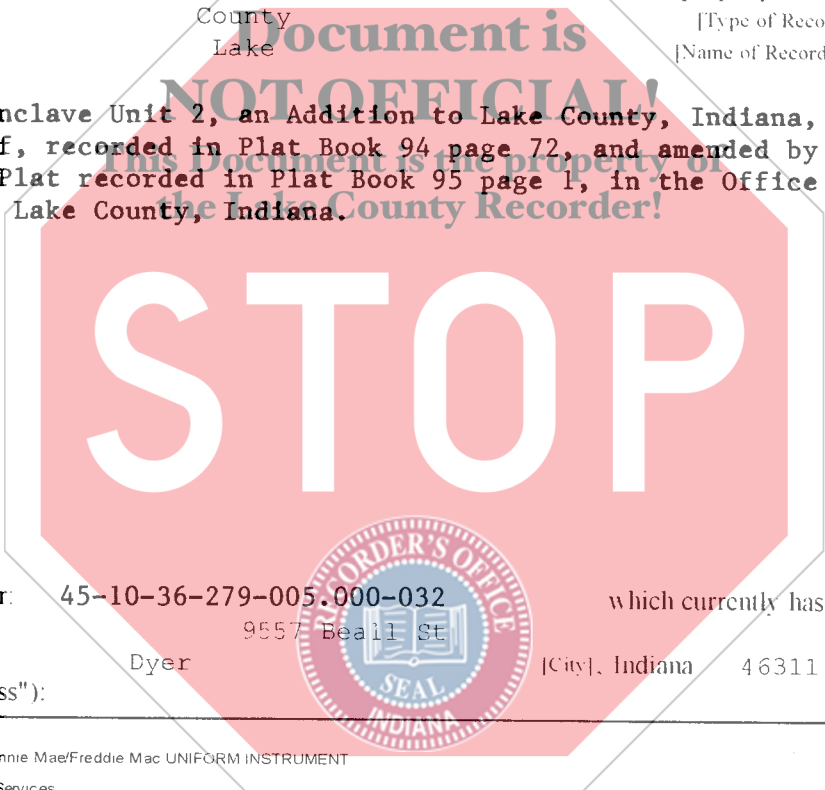 County
[Type of Reco
Document is
Lake
[Name of Record
NOT OFFICIAL!
nclave Unit 2, an Addition to Lake County, Indiana,
f, recorded in Plat Book 94 page 72, and amended by
This Document is the property of
Plat recorded in Plat Book 95 page 1, in the Office
the Lake County Recorder!
Lake County, Indiana.
STOP
RECORDER'S OFFICE
r: 45-10-36-279-005.000-032
which currently has
9557 Beall St
Dyer
[City], Indiana 46311
SEAL
ss"):
INDIANA
nnie Mae/Freddie Mac UNIFORM INSTRUMENT
Services